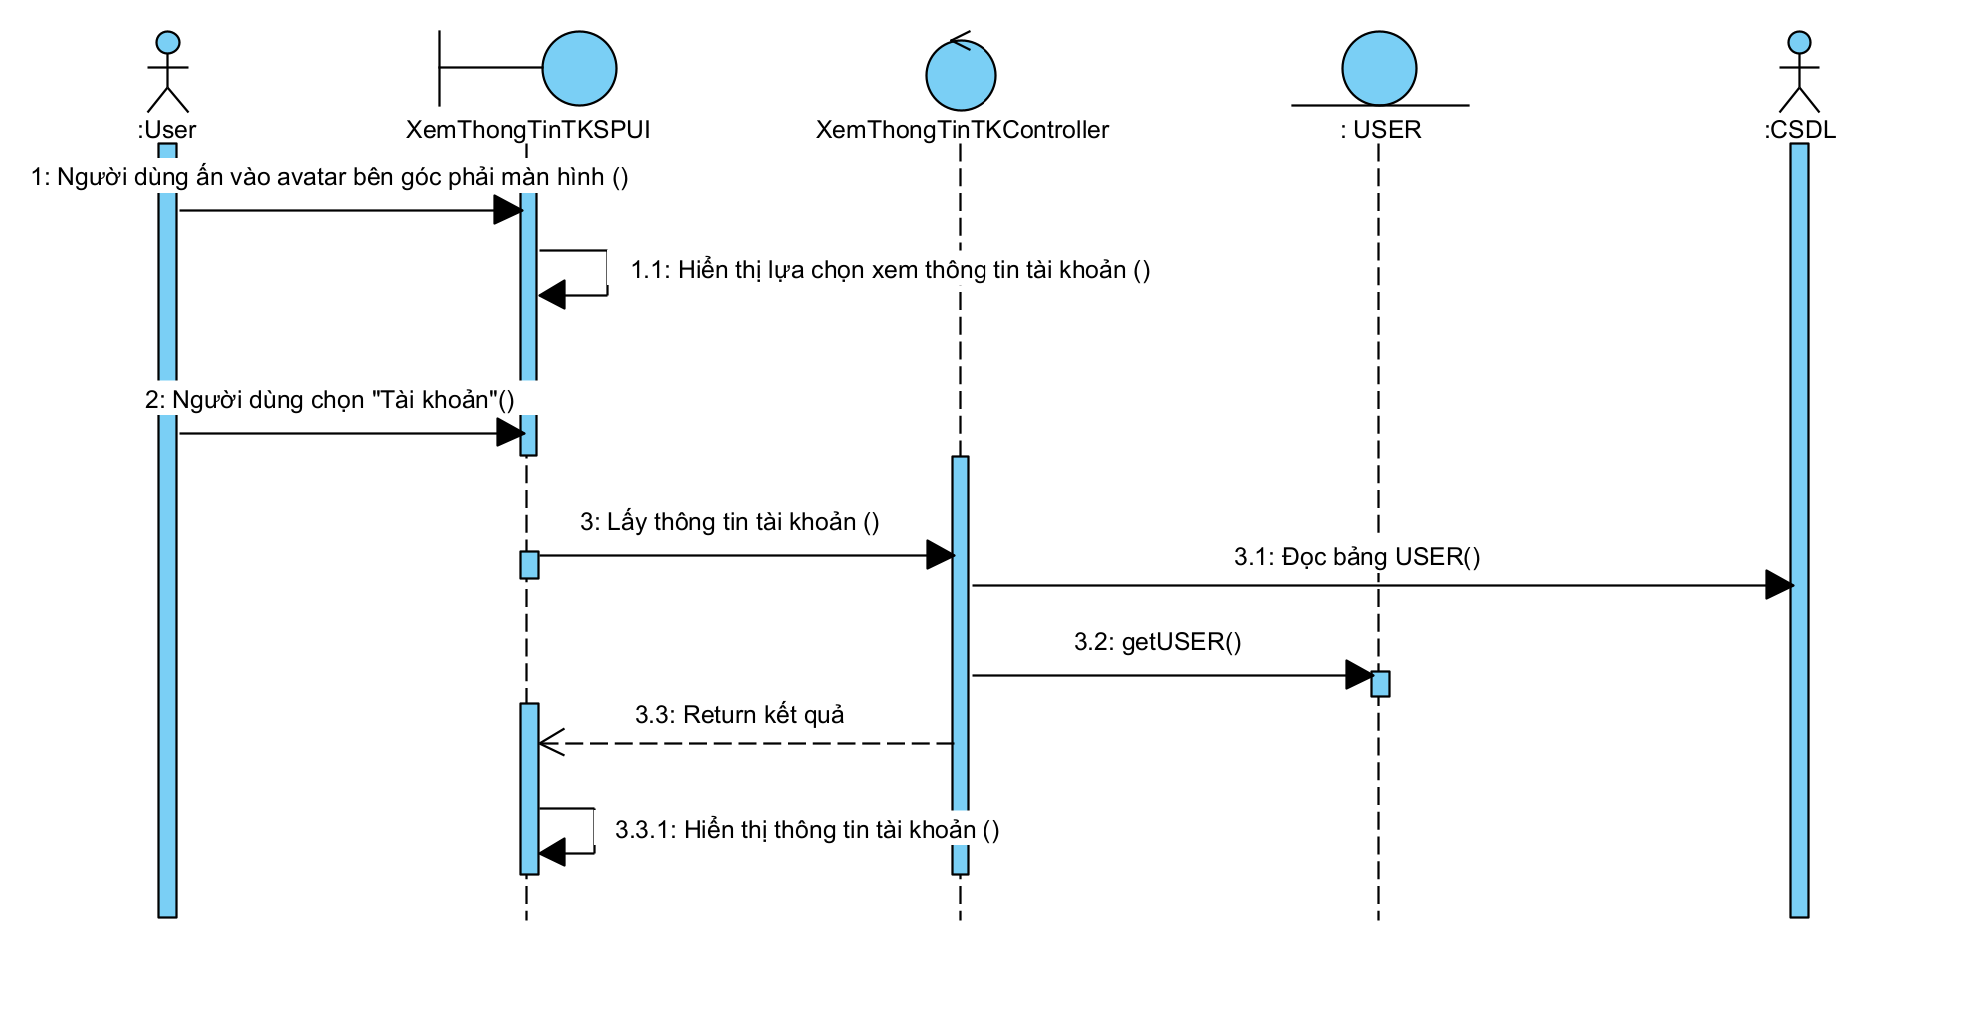 :User
XemThongTinTKSPUI
XemThongTinTKController
: USER
:CSDL
1: Người dùng ấn vào avatar bên góc phải màn hình ()
1.1: Hiển thị lựa chọn xem thông tin tài khoản ()
2: Người dùng chọn "Tài khoản"()
3: Lấy thông tin tài khoản ()
3.1: Đọc bảng USER()
3.2: getUSER()
3.3: Return kết quả
3.3.1: Hiển thị thông tin tài khoản ()